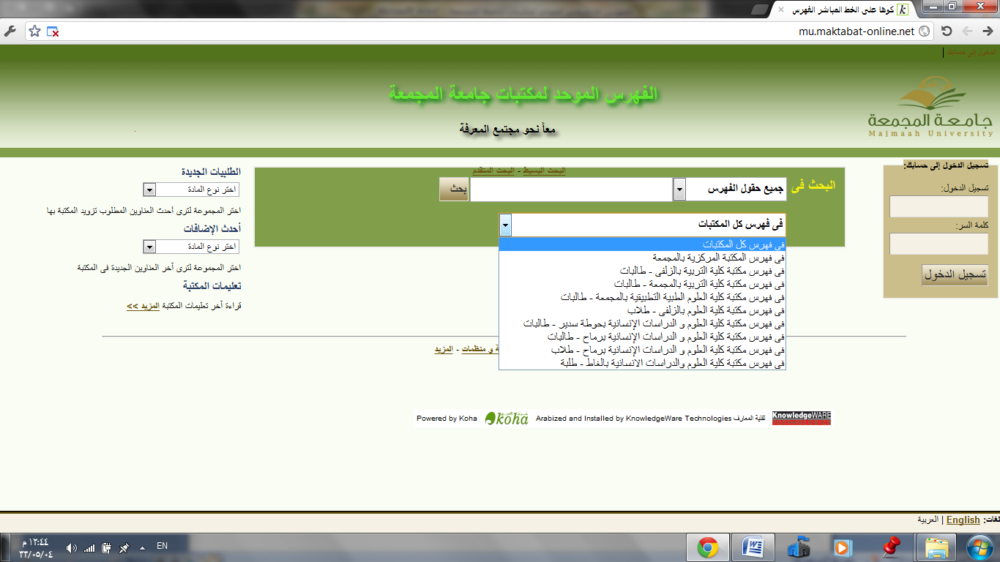 كوها على الخط المباشر الفهرس
mu.maktabat-online.net
الدخول إلى حسابك
الفهرس الموحد لمكتبات جامعة المجمعة
معاً نحو مجتمع المعرفة
جامعة المجمعة
Majmaah University
تسجيل الدخول إلى حسابك:
تسجيل الدخول:
كلمة السر:
تسجيل الدخول
البحث البسيط - البحث المتقدم
البحث فى
جميع حقول الفهرس
بحث
فى فهرس كل المكتبات
فى فهرس كل المكتبات
فى فهرس المكتبة المركزية بالمجمعة
فى فهرس مكتبة كلية التربية بالزلفى - طالبات
فى فهرس مكتبة كلية التربية بالمجمعة - طالبات
فى فهرس مكتبة كلية العلوم الطبية التطبيقية بالمجمعة - طالبات
فى فهرس مكتبة كلية العلوم بالزلفى - طلاب
فى فهرس مكتبة كلية العلوم و الدراسات الإنسانية بحوطة سدير - طالبات
فى فهرس مكتبة كلية العلوم و الدراسات الإنسانية برماح - طالبات
فى فهرس مكتبة كلية العلوم و الدراسات الإنسانية برماح - طلاب
فى فهرس مكتبة كلية العلوم والدراسات الانسانية بالغاط - طلبة
الطلبيات الجديدة
اختر نوع المادة
اختر المجموعة لترى أحدث العناوين المطلوب تزويد المكتبة بها
أحدث الإضافات
اختر نوع المادة
اختر المجموعة لترى آخر العناوين الجديدة فى المكتبة
تعليمات المكتبة
قراءة آخر تعليمات المكتبة المزيد >>
و منظمات - المزيد
Powered by Koha koha Arabized and Installed by KnowledgeWare Technologies تقنية المعارف KnowledgeWARE
لغات: English | العربية
EN
١٢:٤٤ م
٣٣/٠٥/٠٤